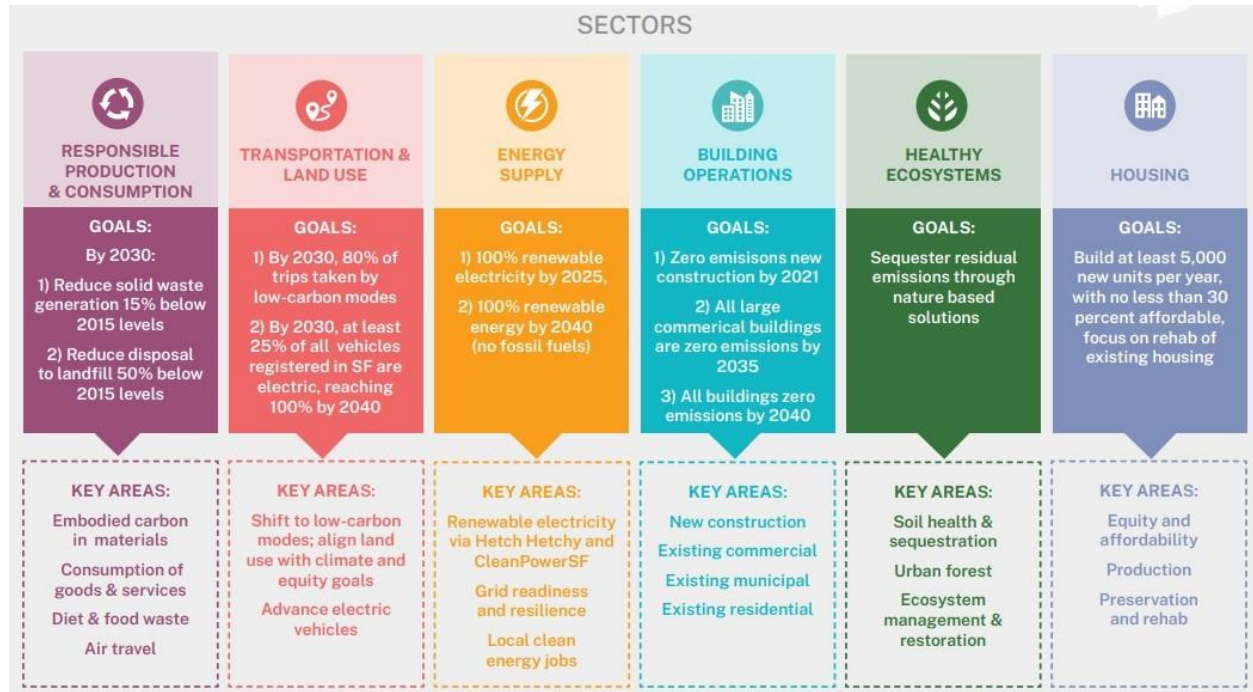 SECTORS
RESPONSIBLE
PRODUCTION
& CONSUMPTION
GOALS:
By 2030:
1) Reduce solid waste
generation 15% below
2015 levels
2) Reduce disposal
to landfill 50% below
2015 levels
KEY AREAS:
Embodied carbon
in materials
Consumption of
goods & services
Diet & food waste
Air travel
TRANSPORTATION &
LAND USE
GOALS:
1) By 2030, 80% of
trips taken by
low-carbon modes
2) By 2030, at least
25% of all vehicles
registered in SF are
electric, reaching
100% by 2040
KEY AREAS:
Shift to low-carbon
modes; align land
use with climate and
equity goals
Advance electric
vehicles
ENERGY
SUPPLY
GOALS:
1) 100% renewable
electricity by 2025,
2) 100% renewable
energy by 2040
(no fossil fuels)
KEY AREAS:
Renewable electricity
via Hetch Hetchy and
CleanPowerSF
Grid readiness
and resilience
Local clean
energy jobs
BUILDING
OPERATIONS
GOALS:
1) Zero emisisons new
construction by 2021
2) All large
commerical buildings
are zero emissions by
2035
3) All buildings zero
emissions by 2040
KEY AREAS:
New construction
Existing commercial
Existing municipal
Existing residential
HEALTHY
ECOSYSTEMS
GOALS:
Sequester residual
emissions through
nature based
solutions
KEY AREAS:
Soil health &
sequestration
Urban forest
Ecosystem
management &
restoration
HOUSING
GOALS:
Build at least 5,000
new units per year,
with no less than 30
percent affordable,
focus on rehab of
existing housing
KEY AREAS:
Equity and
affordability
Production
Preservation
and rehab